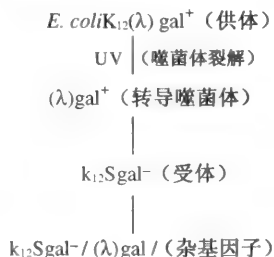 E. coliK₁₂(λ) gal⁺（供体）
UV （噬菌体裂解）
(λ)gal⁺（转导噬菌体）
k₁₂Sgal⁻（受体）
k₁₂Sgal⁻/ (λ)gal /（杂基因子）